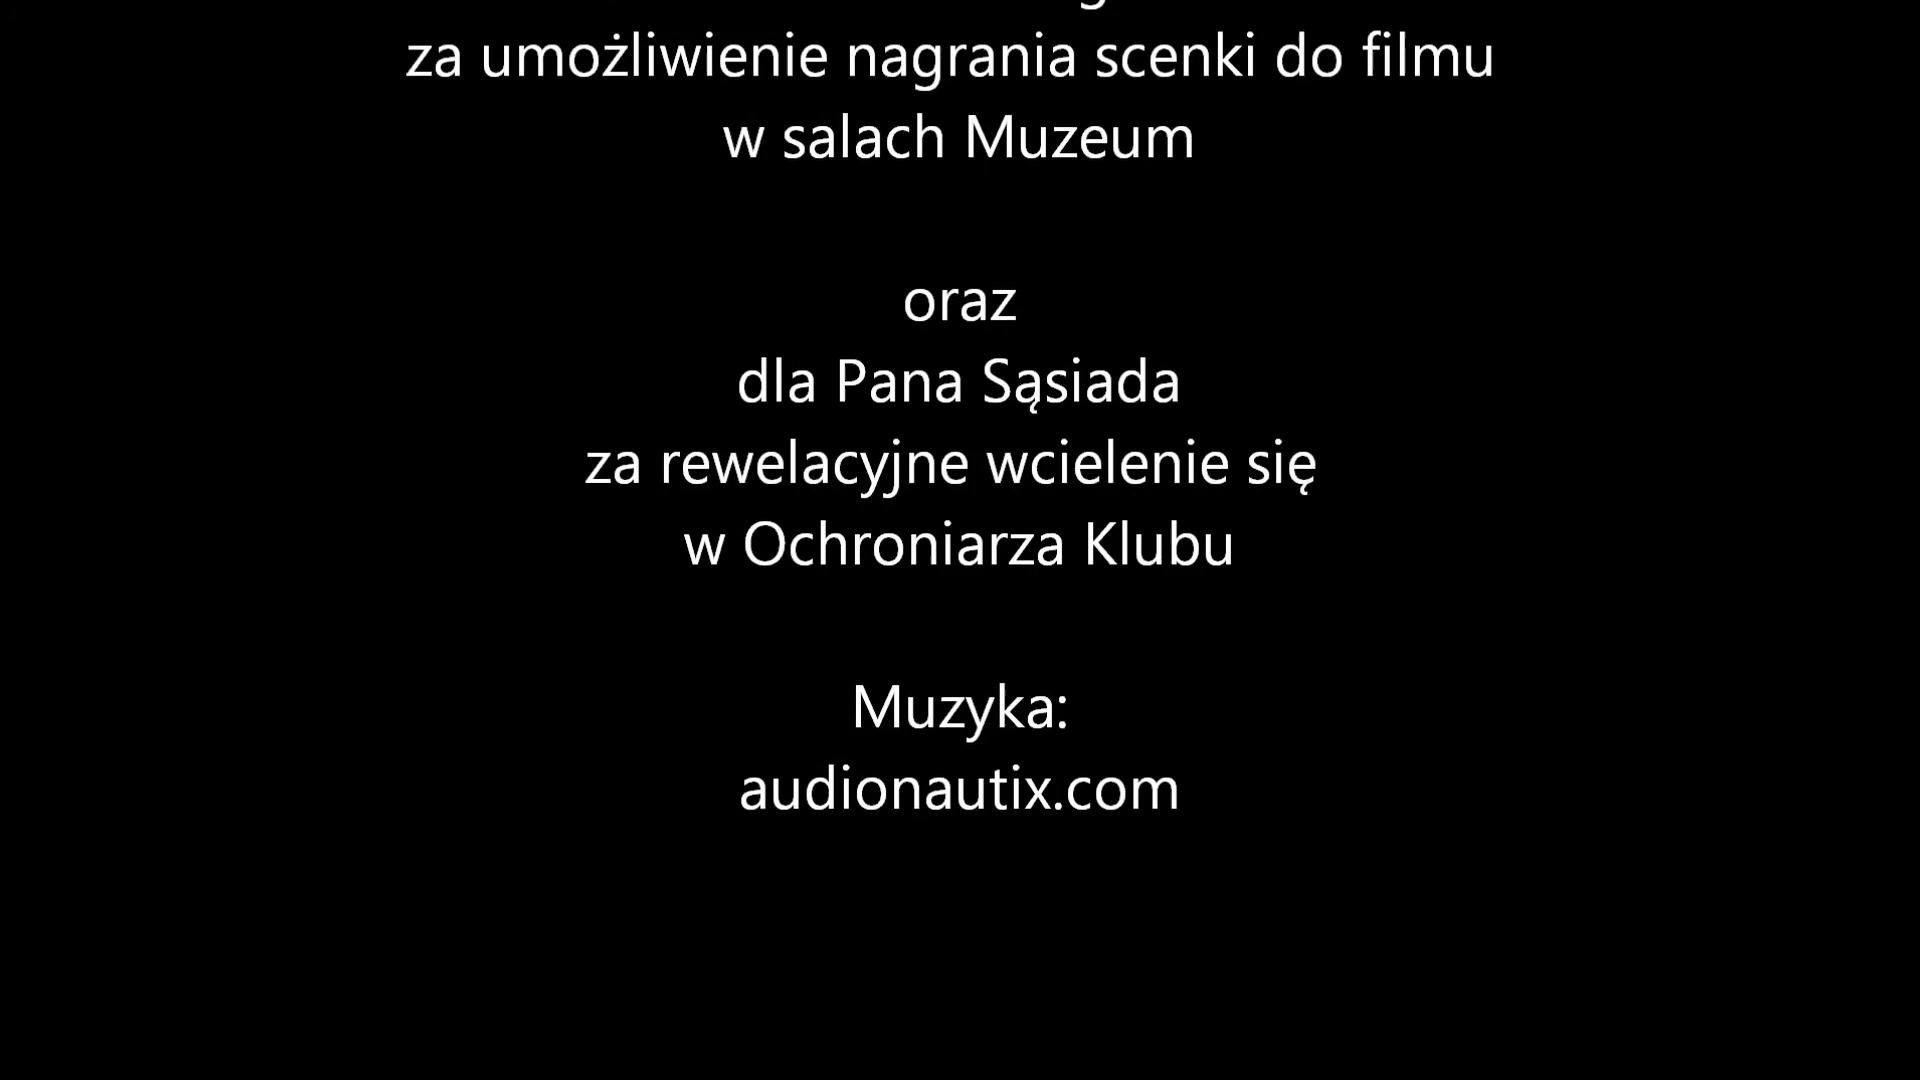 za umożliwienie nagrania scenki do filmu
w salach Muzeum
oraz
dla Pana Sąsiada
za rewelacyjne wcielenie się
w Ochroniarza Klubu
Muzyka:
audionautix.com